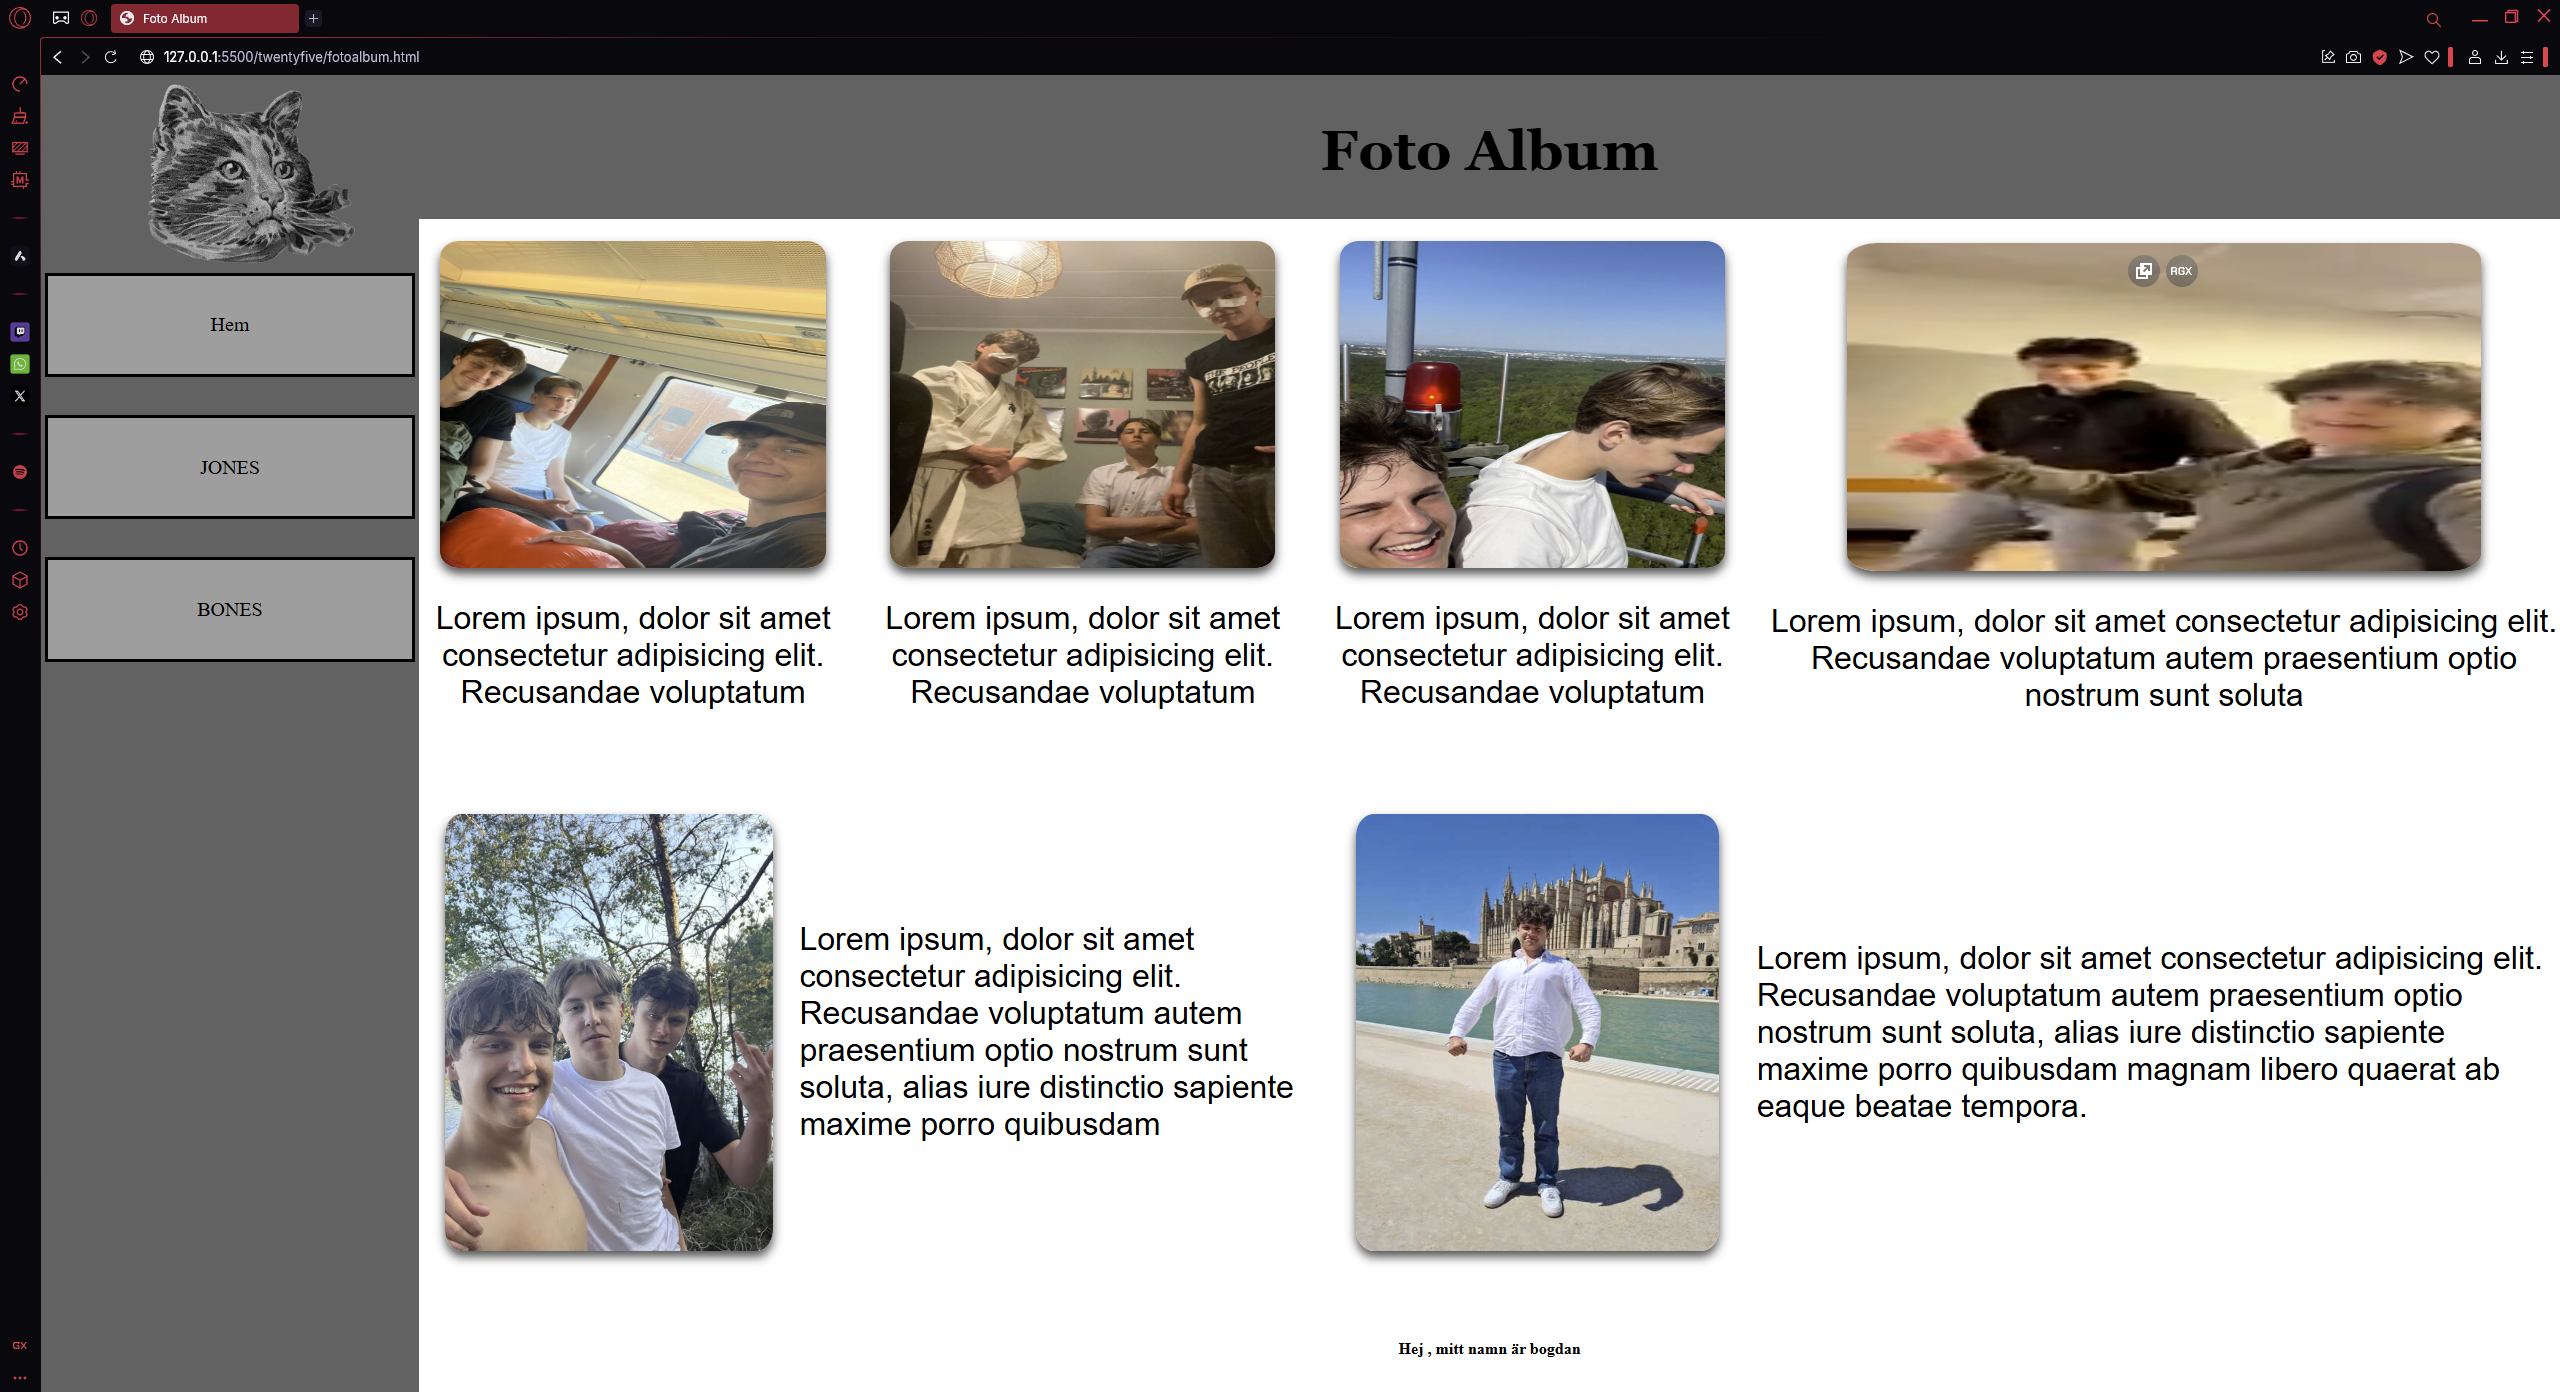 Foto Album
127.0.0.1:5500/twentyfive/fotoalbum.html
Foto Album
Hem
JONES
BONES
M
RGX
THE PEOPLE
Lorem ipsum, dolor sit amet
consectetur adipisicing elit.
Recusandae voluptatum
Lorem ipsum, dolor sit amet
consectetur adipisicing elit.
Recusandae voluptatum
Lorem ipsum, dolor sit amet
consectetur adipisicing elit.
Recusandae voluptatum
Lorem ipsum, dolor sit amet consectetur adipisicing elit.
Recusandae voluptatum autem praesentium optio
nostrum sunt soluta
Lorem ipsum, dolor sit amet
consectetur adipisicing elit.
Recusandae voluptatum autem
praesentium optio nostrum sunt
soluta, alias iure distinctio sapiente
maxime porro quibusdam
Lorem ipsum, dolor sit amet consectetur adipisicing elit.
Recusandae voluptatum autem praesentium optio
nostrum sunt soluta, alias iure distinctio sapiente
maxime porro quibusdam magnam libero quaerat ab
eaque beatae tempora.
Hej , mitt namn är bogdan
GX